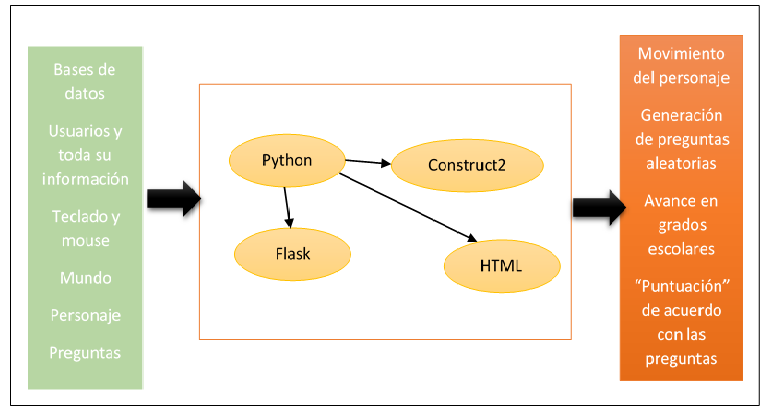 Bases de
datos
Usuarios y
toda su
información
Teclado y
mouse
Mundo
Personaje
Preguntas
Python
Construct2
Flask
HTML
Movimiento
del personaje
Generación
de preguntas
aleatorias
Avance en
grados
escolares
“Puntuación”
de acuerdo
con las
preguntas